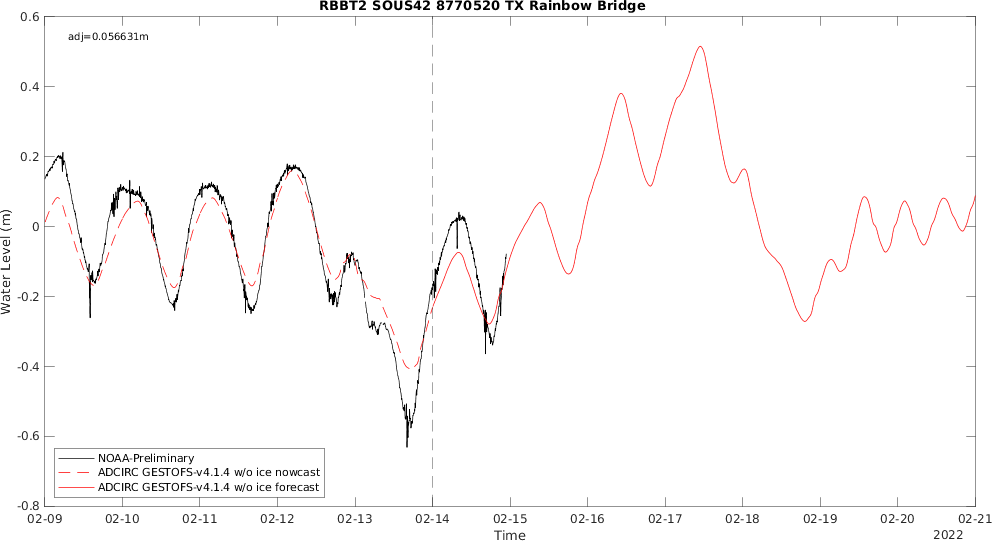 RBBT2 SOUS42 8770520 TX Rainbow Bridge
adj=0.056631m
0.6
0.4
0.2
0
-0.2
-0.4
-0.6
-0.8
Water Level (m)
NOAA-Preliminary
ADCIRC GESTOFS-v4.1.4 w/o ice nowcast
ADCIRC GESTOFS-v4.1.4 w/o ice forecast
02-09 02-10 02-11 02-12 02-13 02-14 02-15 02-16 02-17 02-18 02-19 02-20 02-21
Time
2022